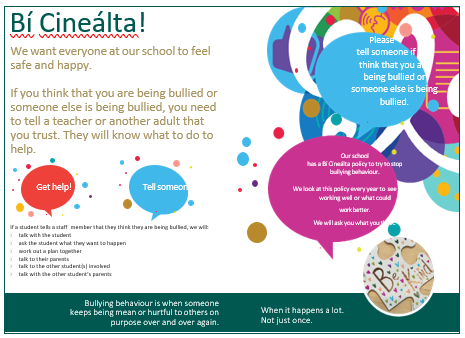 Bí Cineálta!
We want everyone at our school to feel
safe and happy.
If you think that you are being bullied or
someone else is being bullied, you need
to tell a teacher or another adult that
you trust. They will know what to do to
help.
Get help!
Tell someon
If a student tells a staff member that they think they are being bullied, we will:
talk with the student
ask the student what they want to happen
work out a plan together
talk to their parents
talk to the other student(s) involved
talk with the other student's parents
Please
tell someone if
think that you a
being bullied or
someone else is being
bullied.
Our school
has a Bí Cineálta policy to try to stop
bullying behaviour.
We look at this policy every year to see
working well or what could
work better.
We will ask you what you
Be Kind
Bullying behaviour is when someone
keeps being mean or hurtful to others on
purpose over and over again.
When it happens a lot.
Not just once.